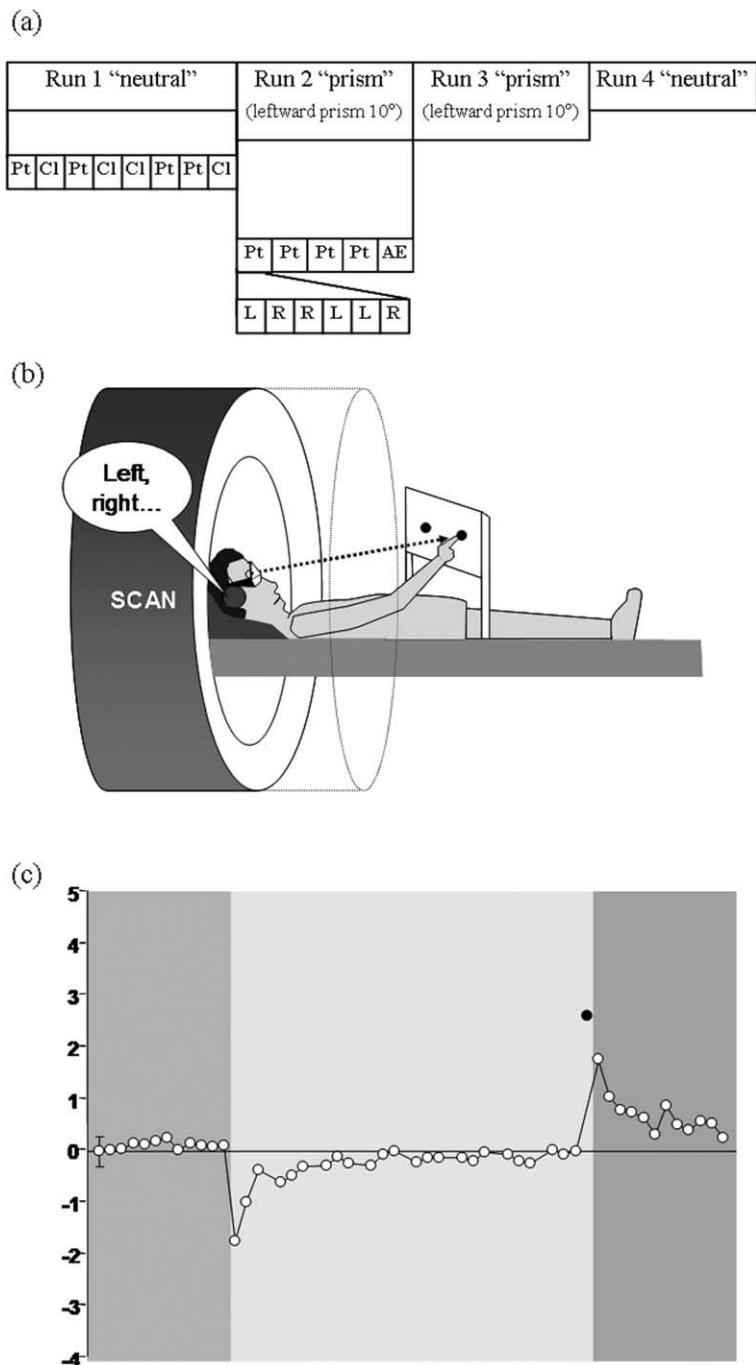 (a)
Run 1 “neutral”
Run 2 “prism”
(leftward prism 10°)
Run 3 “prism”
(leftward prism 10°)
Run 4 “neutral”
Pt Cl Pt Cl Cl Pt Pt Cl
Pt Pt Pt Pt AE
L R R L L R
(b)
Left,
right...
SCAN
(c)
5
4
3
2
1
0
-1
-2
-3
-4